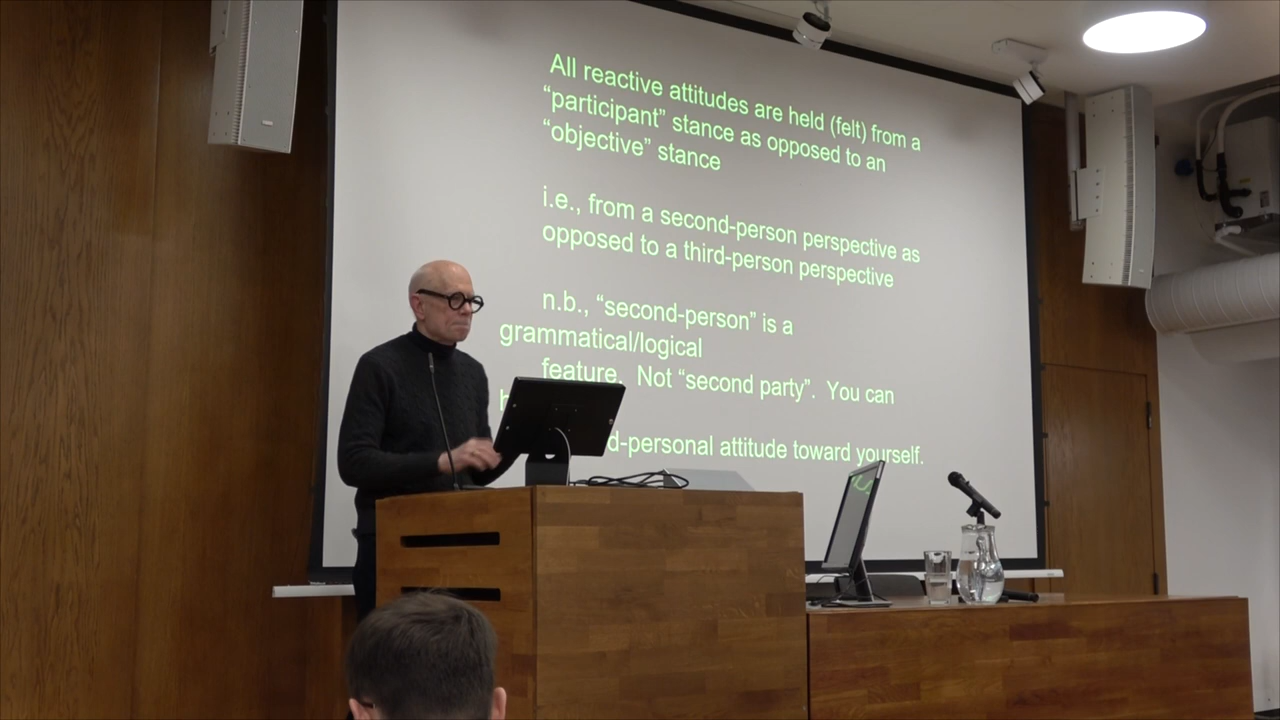 All reactive attitudes are held (felt) from a
“participant” stance as opposed to an
“objective” stance
i.e., from a second-person perspective as
opposed to a third-person perspective
n.b., “second-person” is a
grammatical/logical
feature. Not “second party”. You can
d-personal attitude toward yourself.